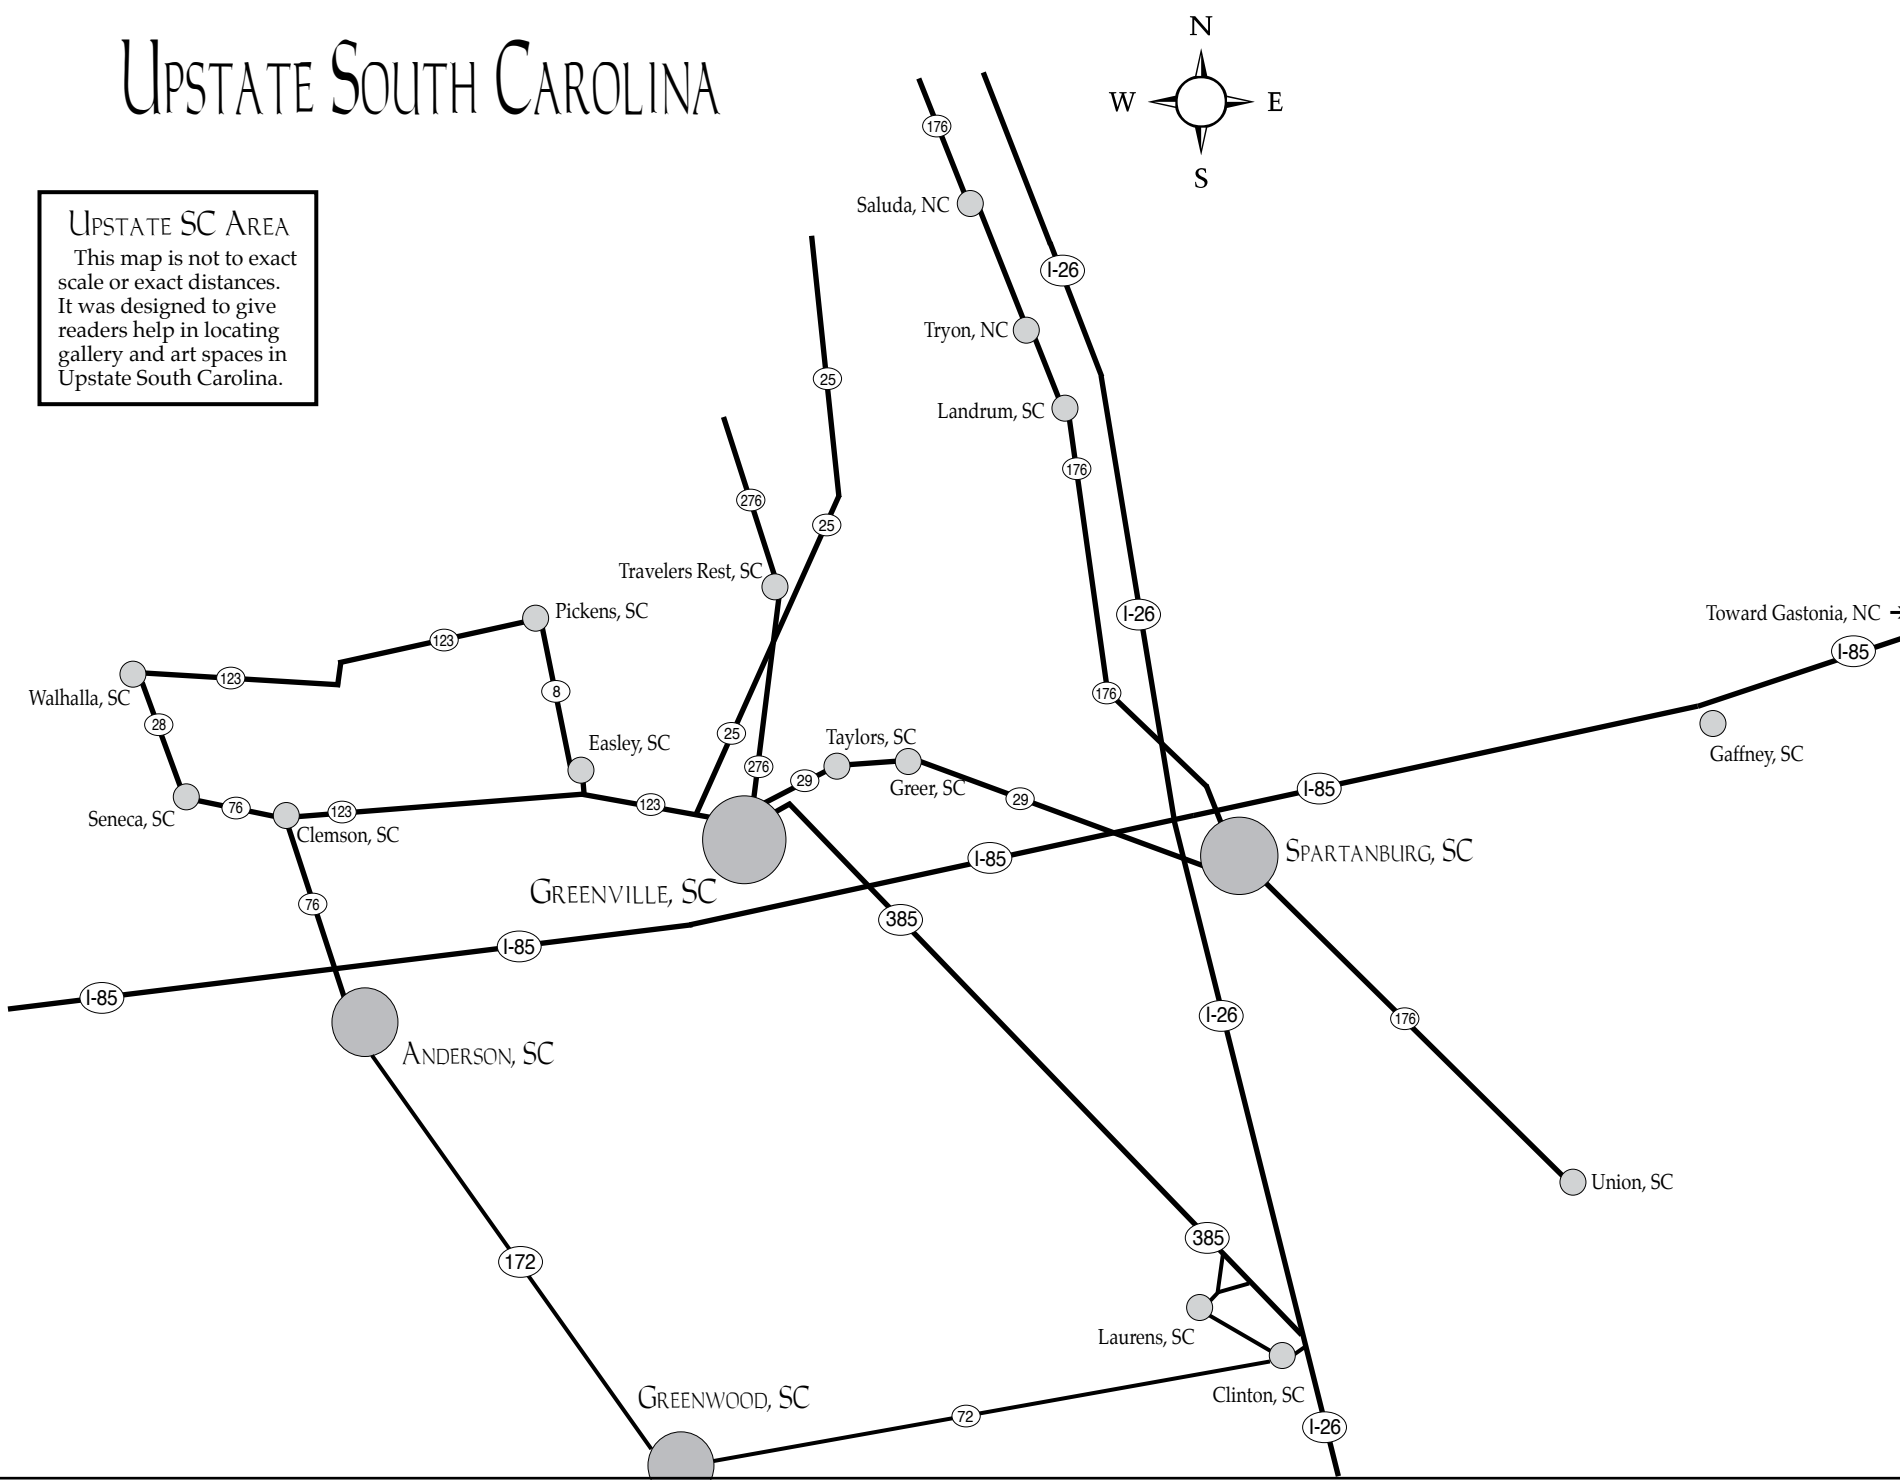 UPSTATE SOUTH CAROLINA
N
W E
S
UPSTATE SC AREA
This map is not to exact
scale or exact distances.
It was designed to give
readers help in locating
gallery and art spaces in
Upstate South Carolina.
176
Saluda, NC
I-26
Tryon, NC
25
Landrum, SC
176
276
25
Travelers Rest, SC
Pickens, SC
I-26
Toward Gastonia, NC →
123
I-85
123
Walhalla, SC
8
176
28
25
Gaffney, SC
Easley, SC
Taylors, SC
276
29
Greer, SC
I-85
Seneca, SC
76
123
123
29
Clemson, SC
SPARTANBURG, SC
I-85
GREENVILLE, SC
76
385
I-85
I-85
I-26
176
ANDERSON, SC
Union, SC
385
172
Laurens, SC
Clinton, SC
GREENWOOD, SC
72
I-26